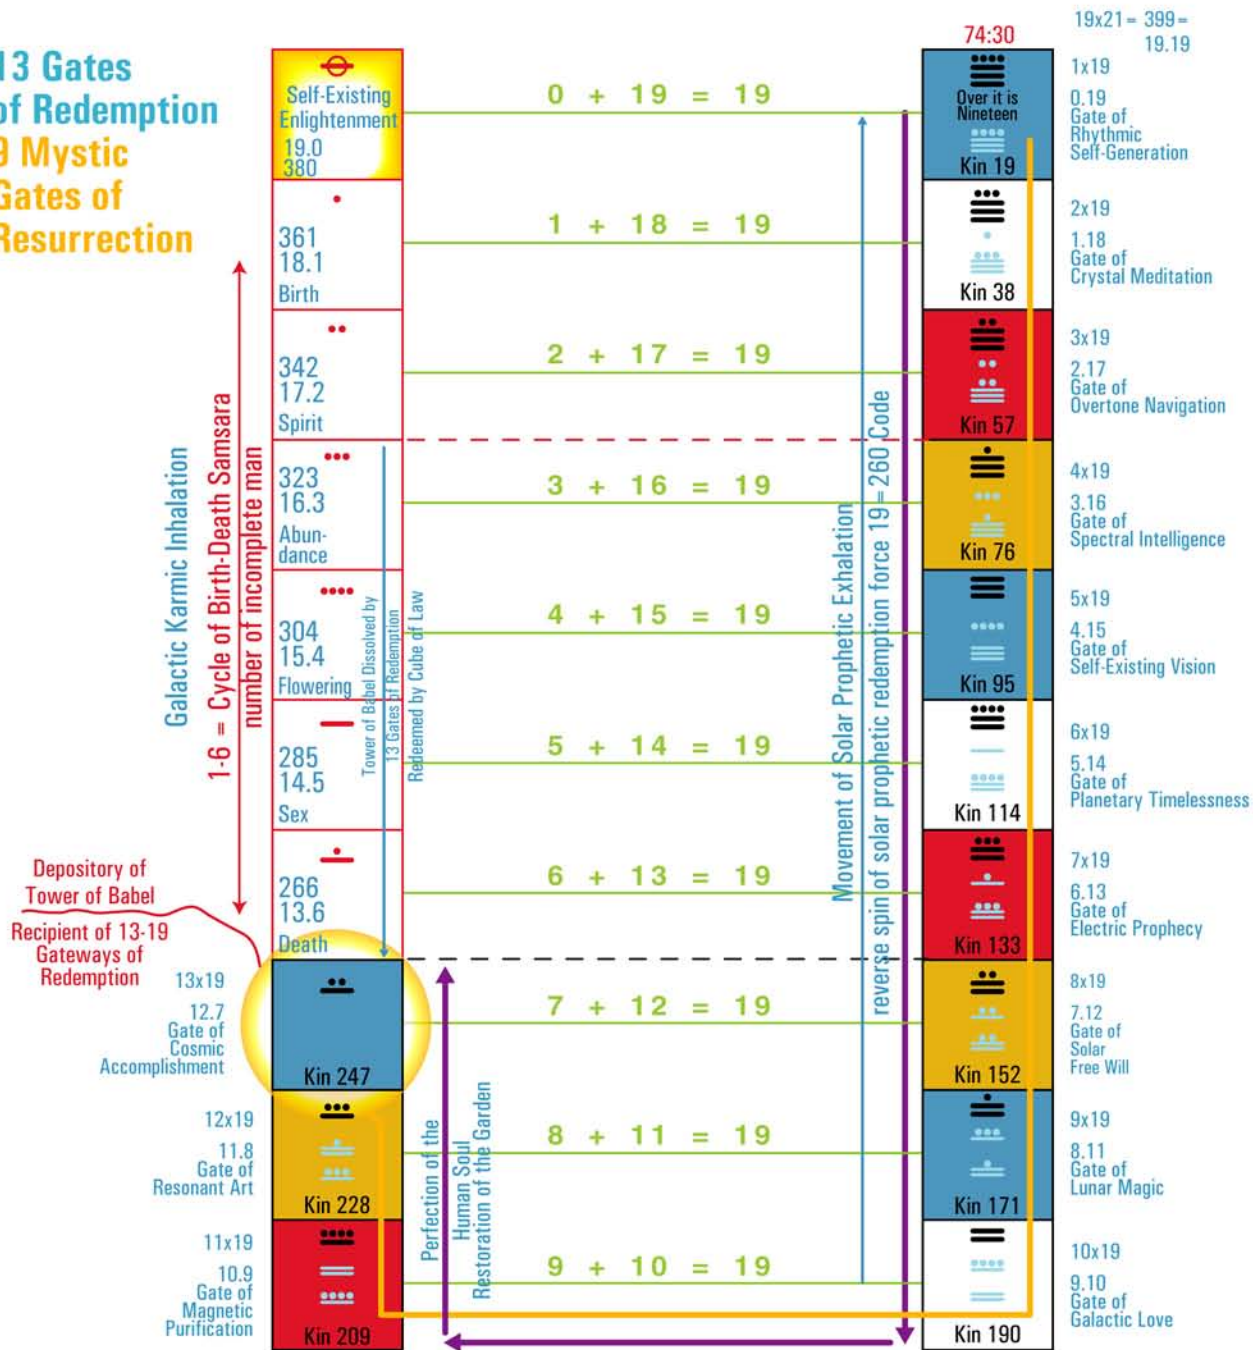 13 Gates
of Redemption
9 Mystic
Gates of
Resurrection
Self-Existing
Enlightenment
19.0
380
361
18.1
Birth
342
17.2
Spirit
323
16.3
Abun-
dance
304
15.4
Flowering
285
14.5
Sex
266
13.6
Death
Kin 247
Kin 228
Kin 209
Galactic Karmic Inhalation
1-6 = Cycle of Birth-Death Samsara
number of incomplete man
Depository of
Tower of Babel
Recipient of 13-19
Gateways of
Redemption
13x19
12.7
Gate of
Cosmic
Accomplishment
12x19
11.8
Gate of
Resonant Art
11x19
10.9
Gate of
Magnetic
Purification
Tower of Babel Dissolved by
13 Gates of Redemption
Redeemed by Cube of Law
Perfection of the
Human Soul
Restoration of the Garden
0 + 19 = 19
1 + 18 = 19
2 + 17 = 19
3 + 16 = 19
4 + 15 = 19
5 + 14 = 19
6 + 13 = 19
7 + 12 = 19
8 + 11 = 19
9 + 10 = 19
Movement of Solar Prophetic Exhalation
reverse spin of solar prophetic redemption force 19=260 Code
74:30
Over it is
Nineteen
Kin 19
Kin 38
Kin 57
Kin 76
Kin 95
Kin 114
Kin 133
Kin 152
Kin 171
Kin 190
19x21 = 399 =
19.19
1x19
0.19
Gate of
Rhythmic
Self-Generation
2x19
1.18
Gate of
Crystal Meditation
3x19
2.17
Gate of
Overtone Navigation
4x19
3.16
Gate of
Spectral Intelligence
5x19
4.15
Gate of
Self-Existing Vision
6x19
5.14
Gate of
Planetary Timelessness
7x19
6.13
Gate of
Electric Prophecy
8x19
7.12
Gate of
Solar
Free Will
9x19
8.11
Gate of
Lunar Magic
10x19
9.10
Gate of
Galactic Love